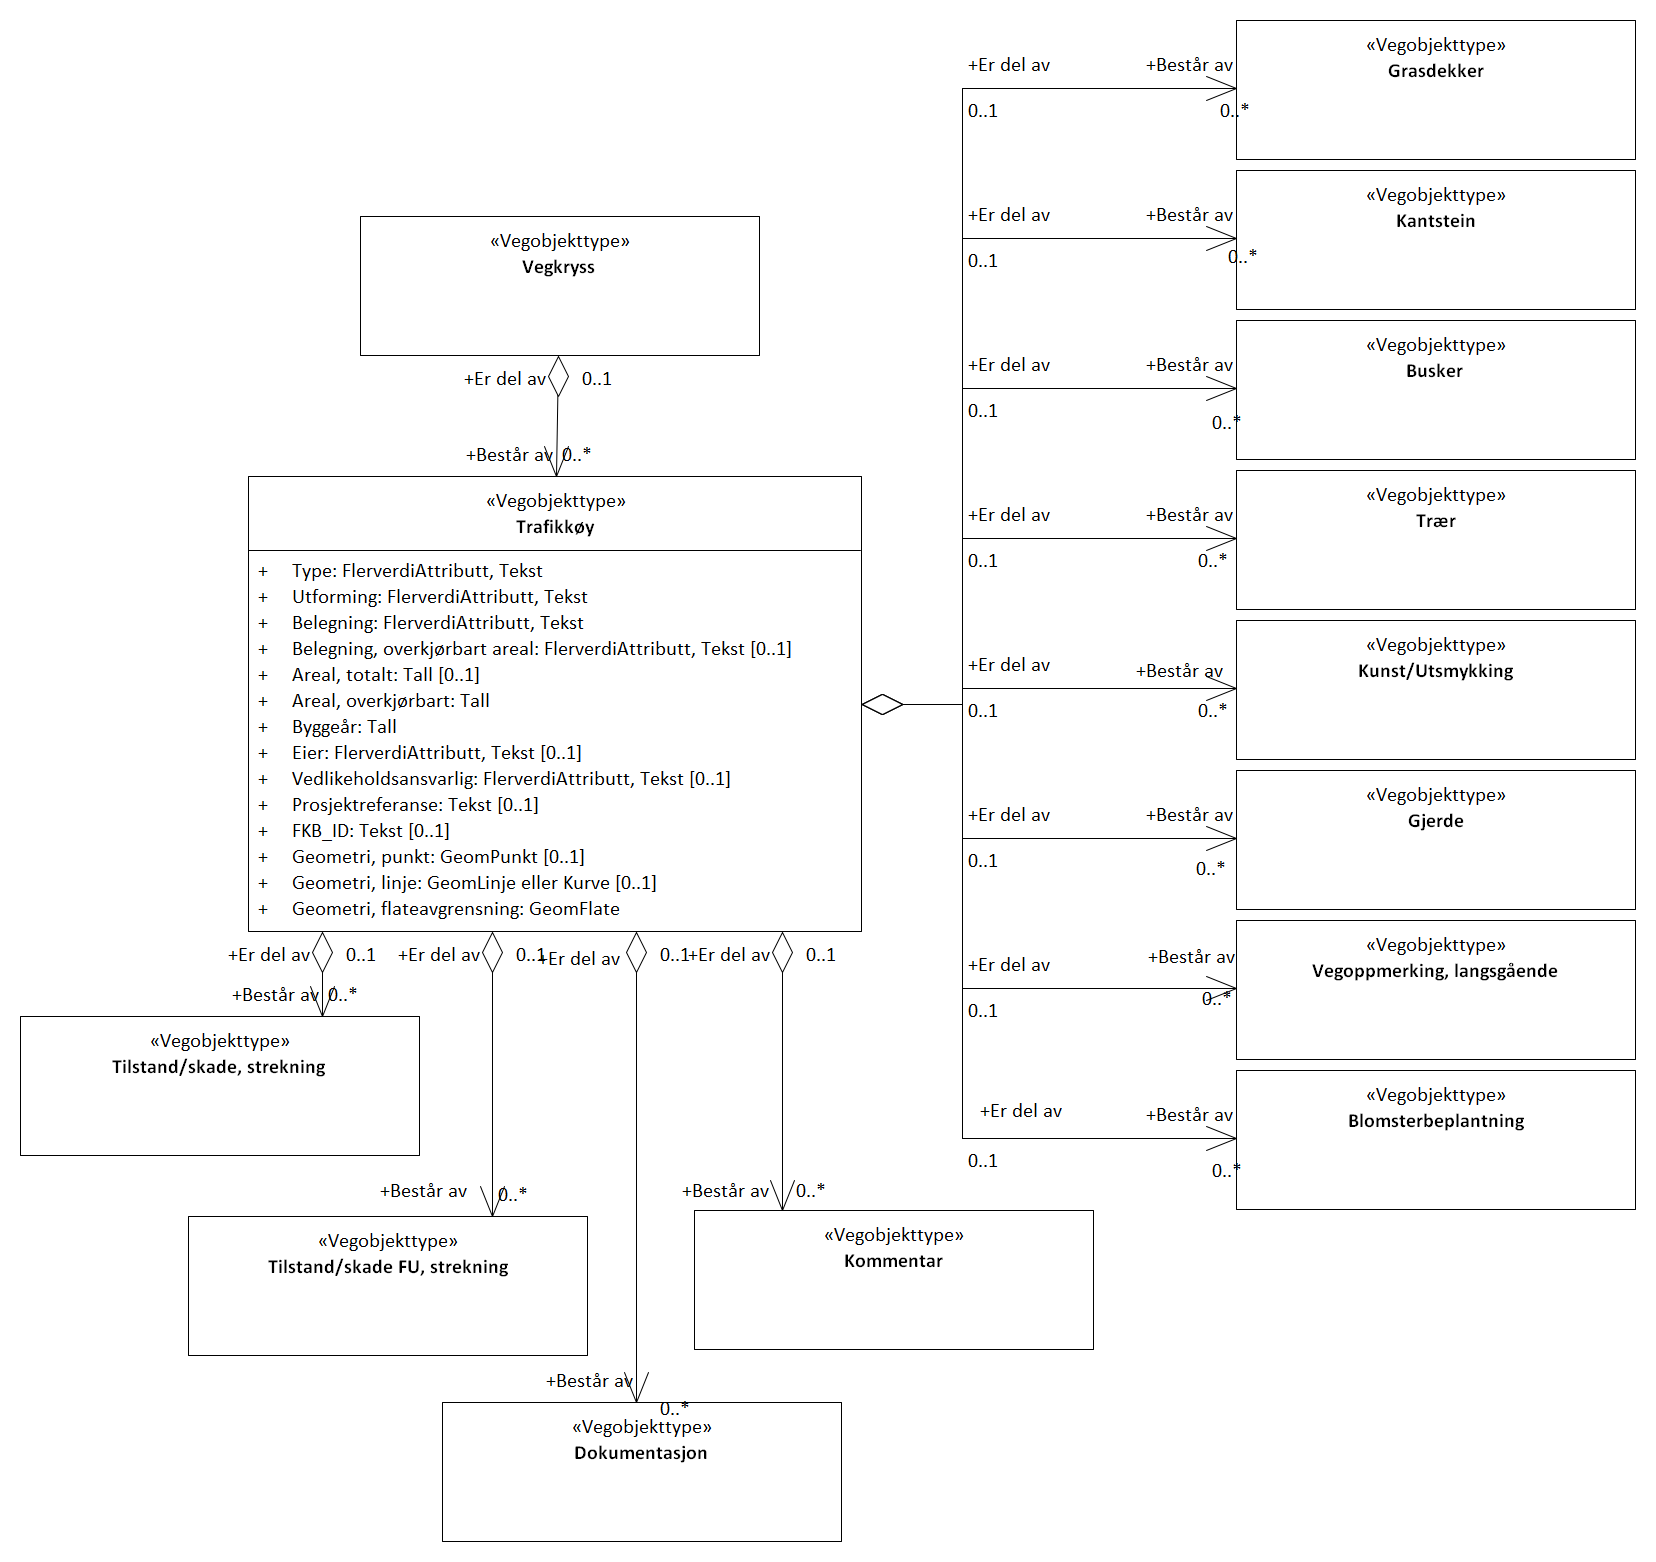 «Vegobjekttype»
Grasdekker
+Er del av
+Består av
0..1
0..*
«Vegobjekttype»
Kantstein
+Er del av
+Består av
0..1
0..*
«Vegobjekttype»
Vegkryss
+Er del av
0..1
+Består av
0..*
«Vegobjekttype»
Busker
+Er del av
+Består av
0..1
0..*
«Vegobjekttype»
Trær
+Er del av
+Består av
0..1
0..*
«Vegobjekttype»
Trafikkøy
+ Type: FlerverdiAttributt, Tekst
+ Utforming: FlerverdiAttributt, Tekst
+ Belegning: FlerverdiAttributt, Tekst
+ Belegning, overkjørbart areal: FlerverdiAttributt, Tekst [0..1]
+ Areal, totalt: Tall [0..1]
+ Areal, overkjørbart: Tall
+ Byggeår: Tall
+ Eier: FlerverdiAttributt, Tekst [0..1]
+ Vedlikeholdsansvarlig: FlerverdiAttributt, Tekst [0..1]
+ Prosjektreferanse: Tekst [0..1]
+ FKB_ID: Tekst [0..1]
+ Geometri, punkt: GeomPunkt [0..1]
+ Geometri, linje: GeomLinje eller Kurve [0..1]
+ Geometri, flateavgrensning: GeomFlate
«Vegobjekttype»
Kunst/Utsmykking
+Er del av
+Består av
0..1
0..*
«Vegobjekttype»
Gjerde
+Er del av
+Består av
0..1
0..*
«Vegobjekttype»
Vegoppmerking, langsgående
+Er del av
+Består av
0..1
0..*
«Vegobjekttype»
Blomsterbeplantning
+Er del av
+Består av
0..1
0..*
+Er del av
0..1
+Består av
0..*
«Vegobjekttype»
Tilstand/skade, strekning
+Er del av
0..1
+Består av
0..*
«Vegobjekttype»
Tilstand/skade FU, strekning
+Er del av
0..1
+Består av
0..*
«Vegobjekttype»
Dokumentasjon
+Er del av
0..1
+Består av
0..*
«Vegobjekttype»
Kommentar